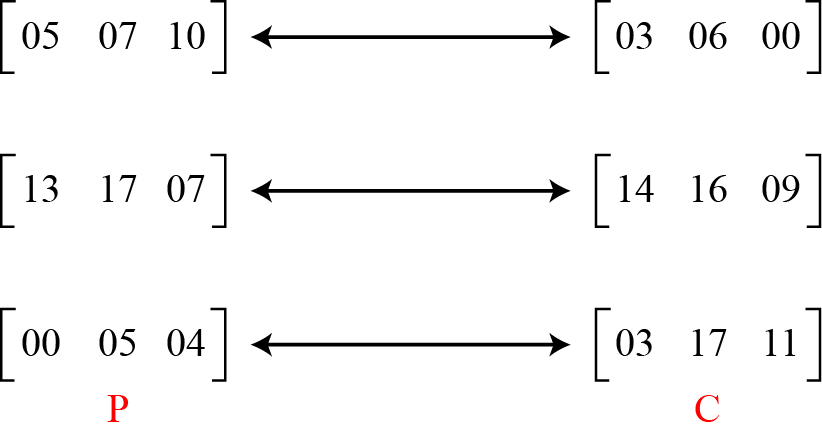 [05 07 10] ↔ [03 06 00]
[13 17 07] ↔ [14 16 09]
[00 05 04] ↔ [03 17 11]
P C